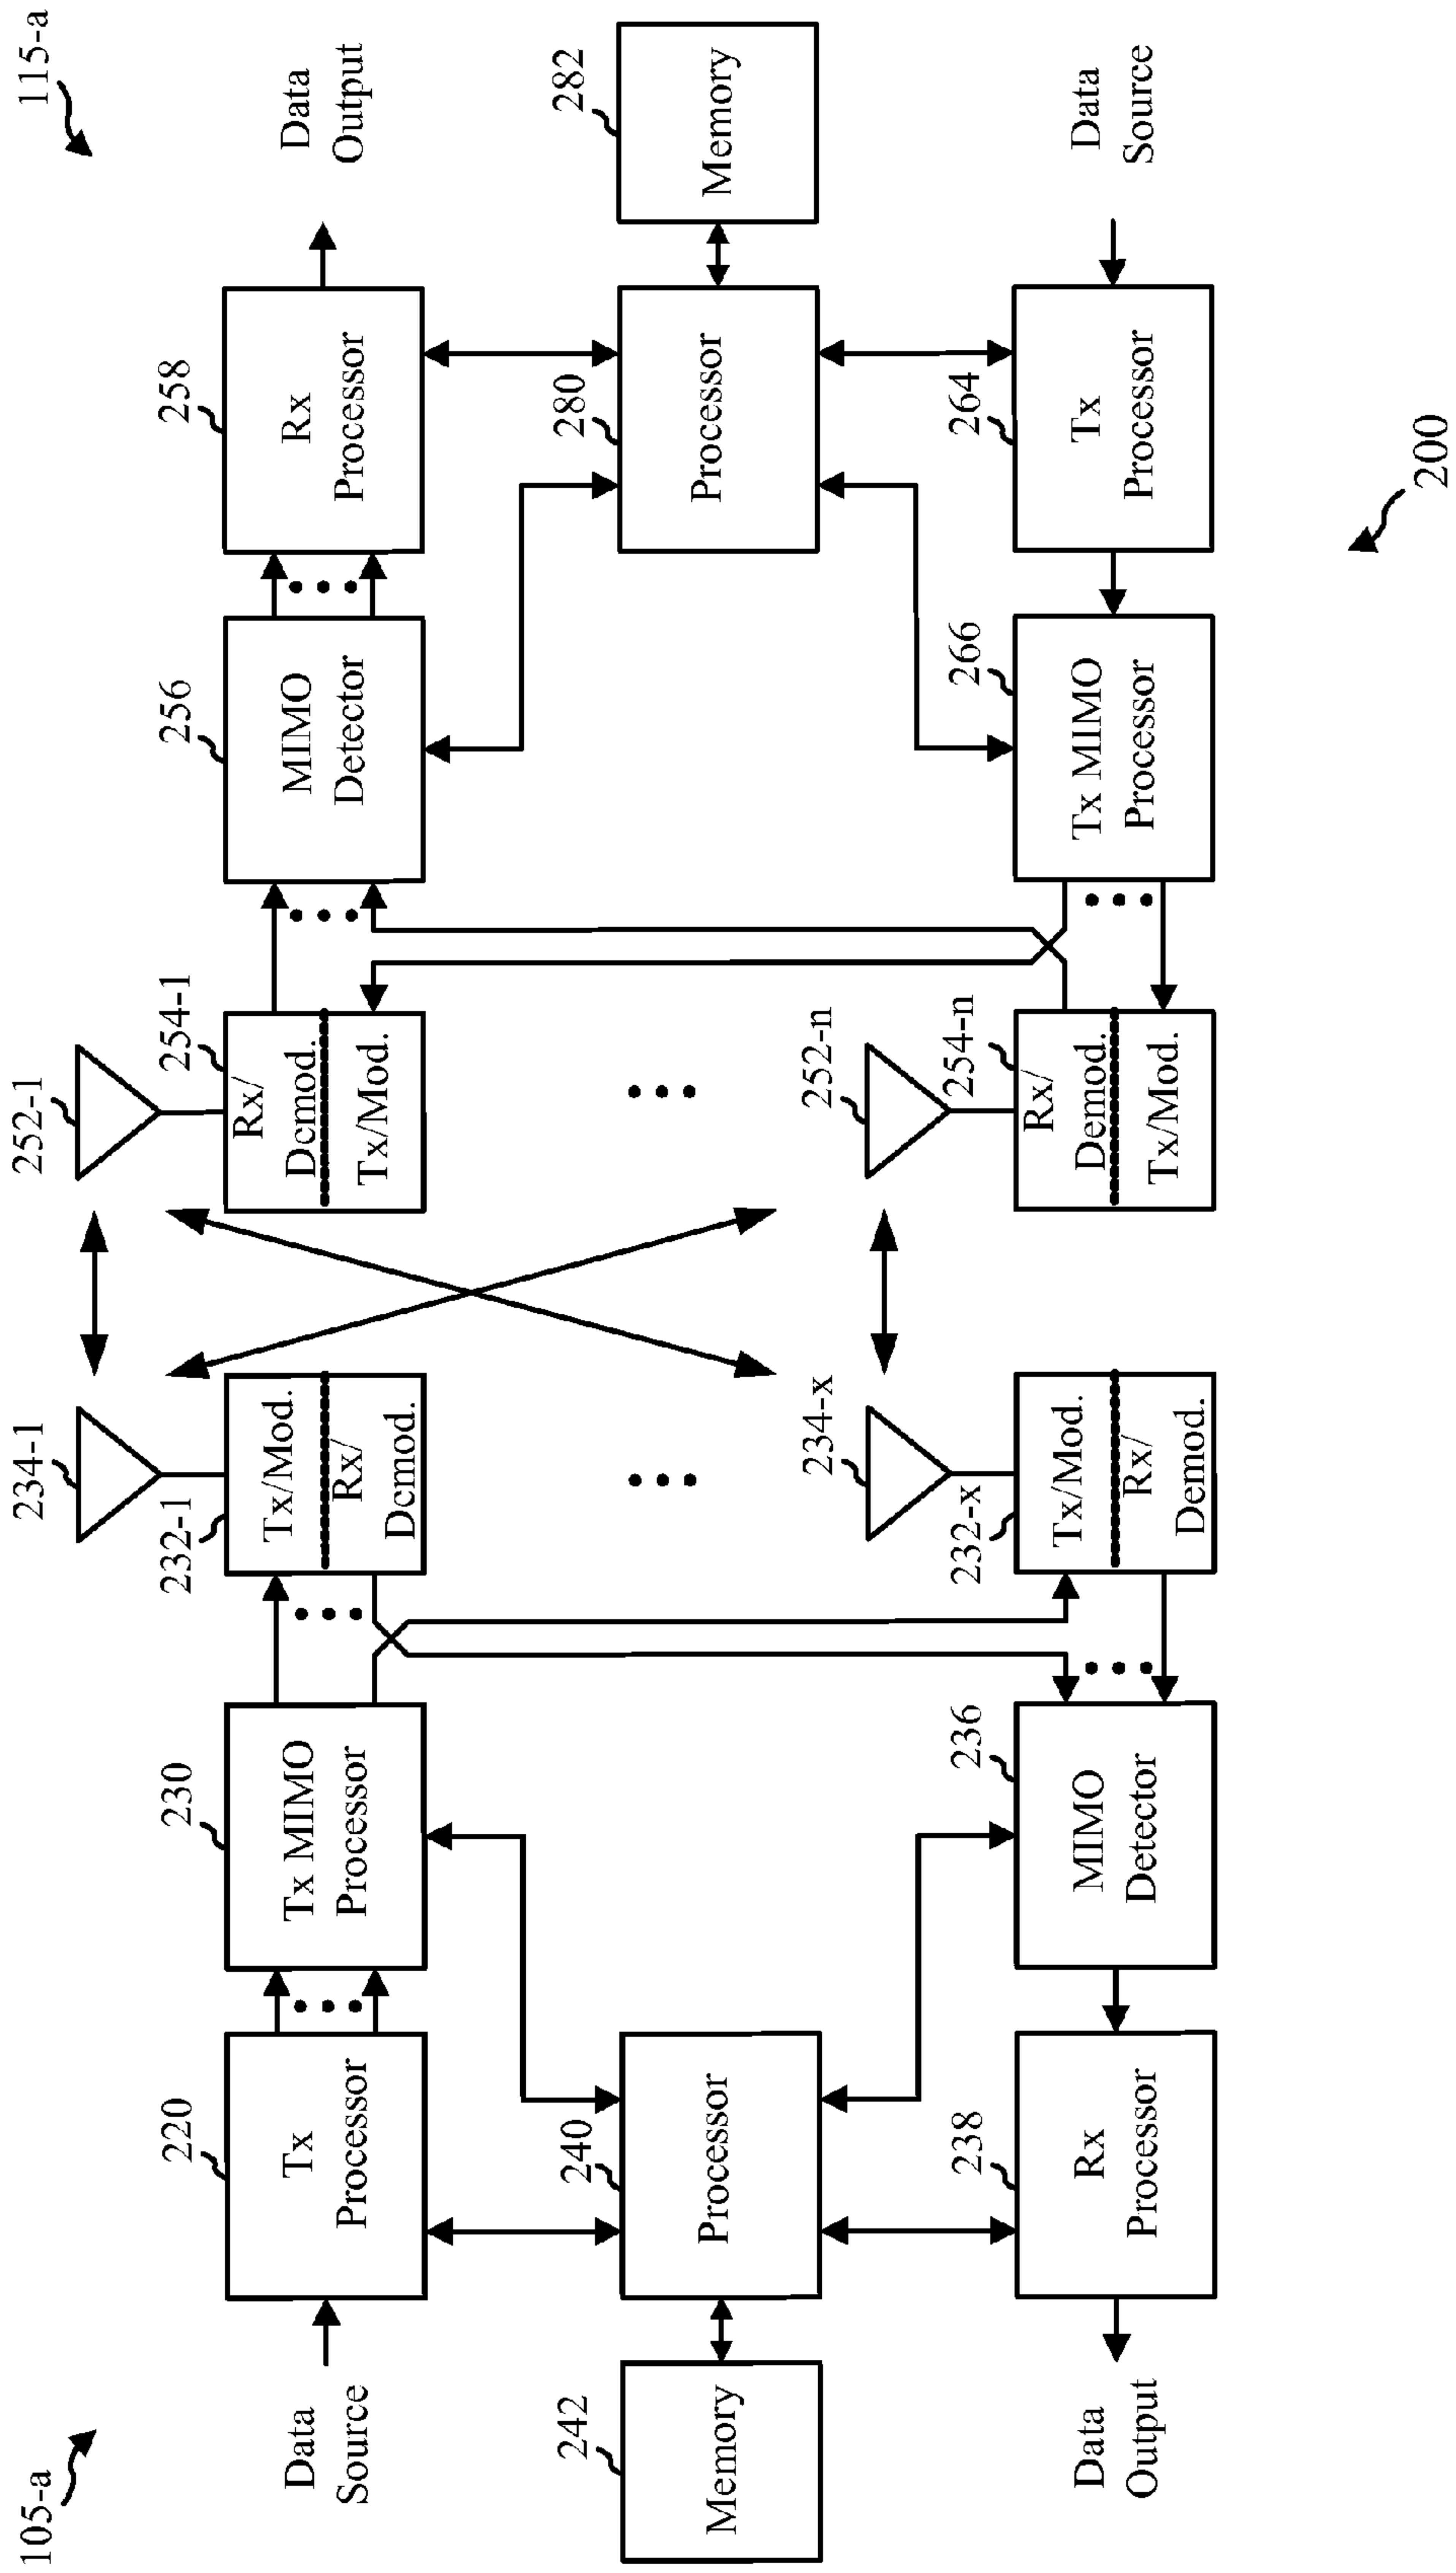 105-a
234-1
252-1
115-a
220
230
232-1
254-1
256
258
Data
Source
Tx
Processor
Tx MIMO
Processor
Tx/Mod.
Rx/
Dcmod.
Rx/
Dcmod.
Tx/Mod.
MIMO
Detector
Rx
Processor
Data
Output
242
240
280
282
Memory
Processor
Processor
Memory
234-x
252-n
238
236
232-x
254-n
266
264
Data
Output
Rx
Processor
MIMO
Detector
Tx/Mod.
Rx/
Demod.
Rx/
Demod.
Tx/Mod.
Tx MIMO
Processor
Tx
Processor
Data
Source
200